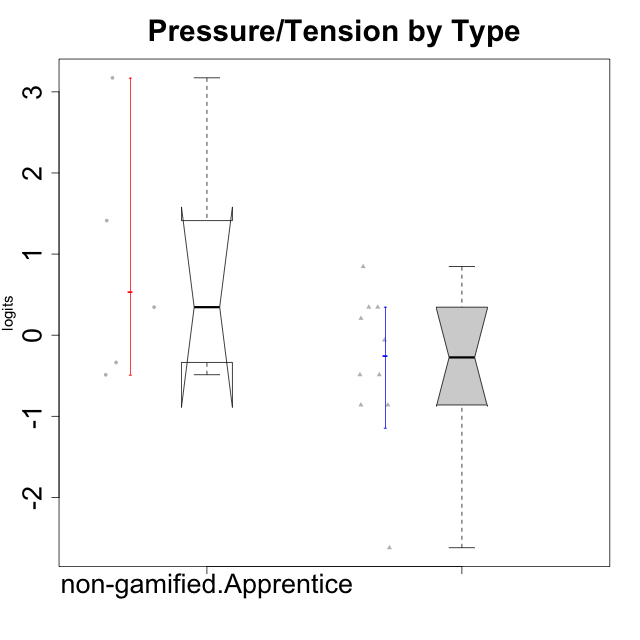 Pressure/Tension by Type
3
2
1
0
-1
-2
logits
non-gamified.Apprentice